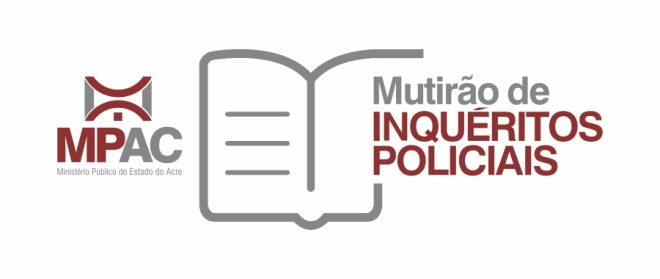 MPAC
Ministério Público do Estado do Acre
Mutirão de
INQUÉRITOS
POLICIAIS